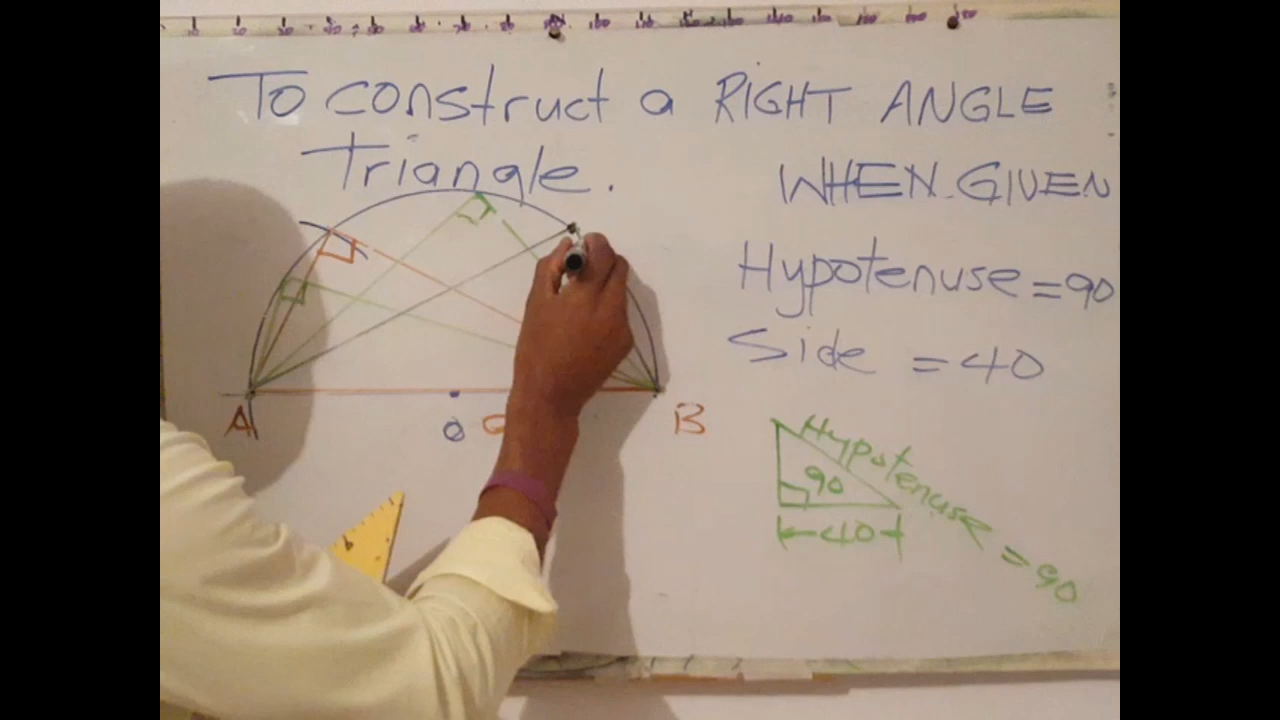 To construct a RIGHT ANGLE
Triangle.
WHEN GIVEN
Hypotenuse = 90
Side = 40
A
O
B
Hypotenuse = 90
90
40